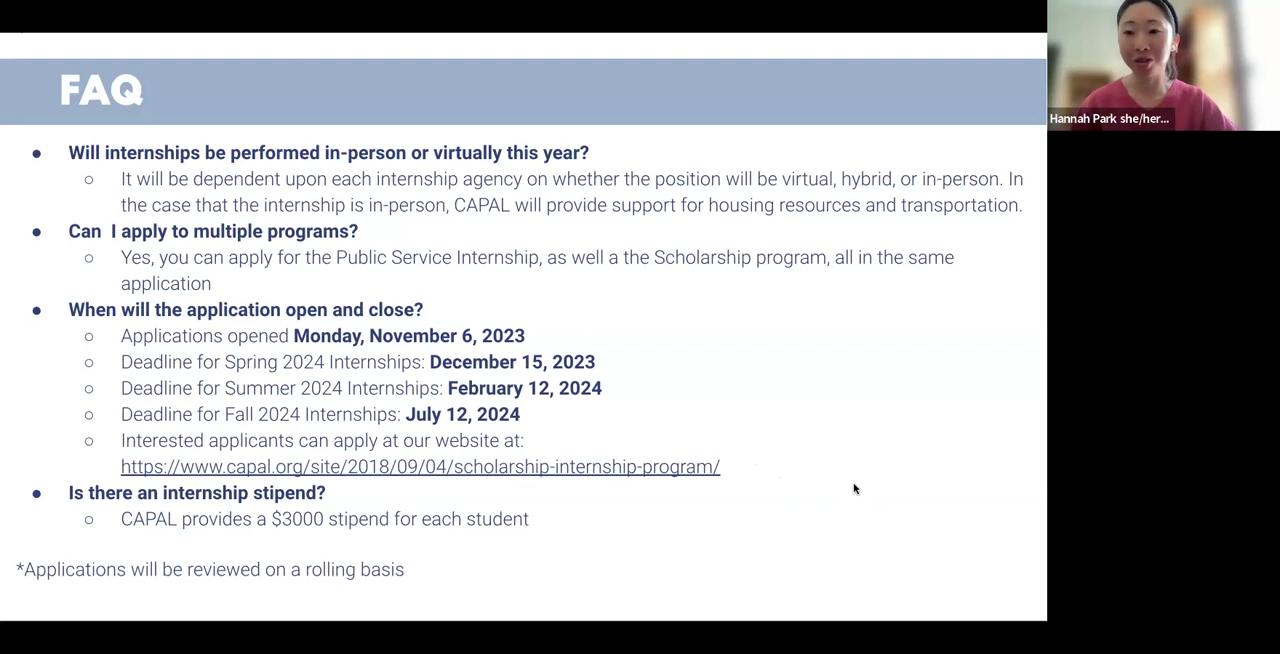 FAQ
Hannah Park she/her...
● Will internships be performed in-person or virtually this year?
○ It will be dependent upon each internship agency on whether the position will be virtual, hybrid, or in-person. In
the case that the internship is in-person, CAPAL will provide support for housing resources and transportation.
● Can  I apply to multiple programs?
○ Yes, you can apply for the Public Service Internship, as well a the Scholarship program, all in the same
application
● When will the application open and close?
○ Applications opened Monday, November 6, 2023
○ Deadline for Spring 2024 Internships: December 15, 2023
○ Deadline for Summer 2024 Internships: February 12, 2024
○ Deadline for Fall 2024 Internships: July 12, 2024
○ Interested applicants can apply at our website at:
https://www.capal.org/site/2018/09/04/scholarship-internship-program/
● Is there an internship stipend?
○ CAPAL provides a $3000 stipend for each student
*Applications will be reviewed on a rolling basis